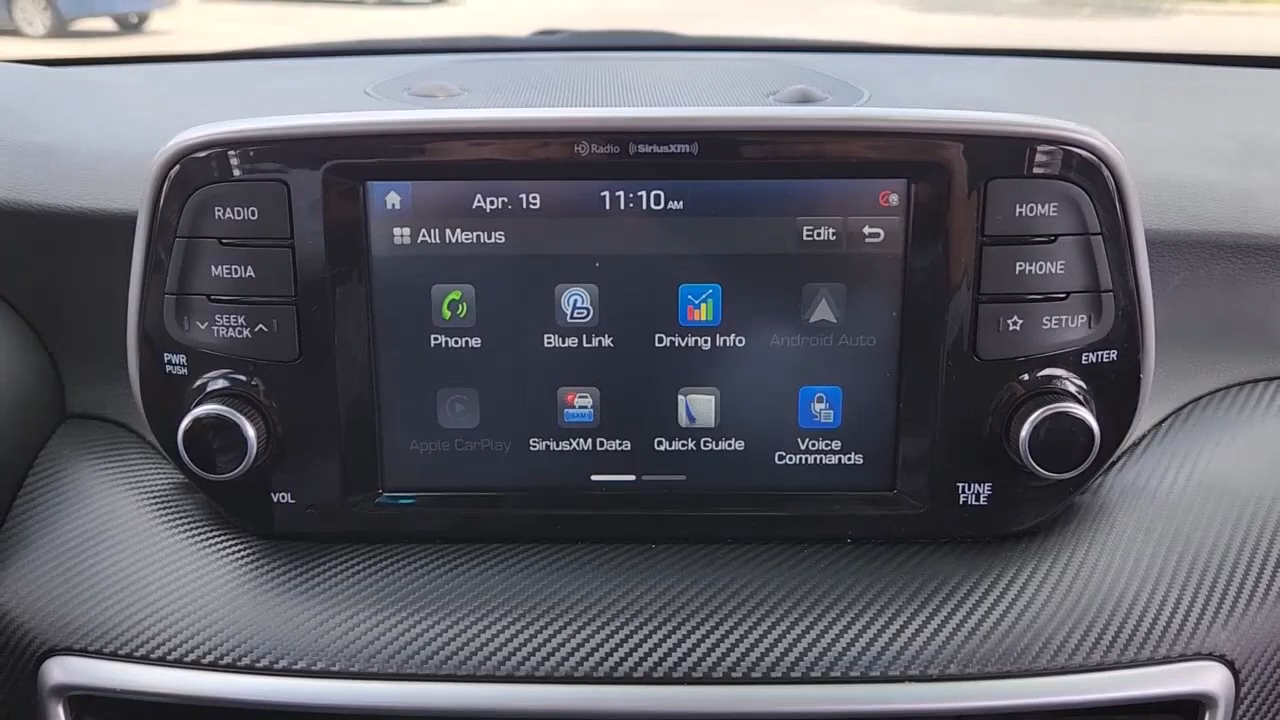 HD Radio ((SiriusXM))
Apr. 19 11:10 AM
All Menus Edit
Phone Blue Link Driving Info Android Auto
Apple CarPlay SiriusXM Data Quick Guide Voice Commands
RADIO
MEDIA
SEEK
TRACK
PWR
PUSH
VOL
HOME
PHONE
SETUP
ENTER
TUNE
FILE
SXM